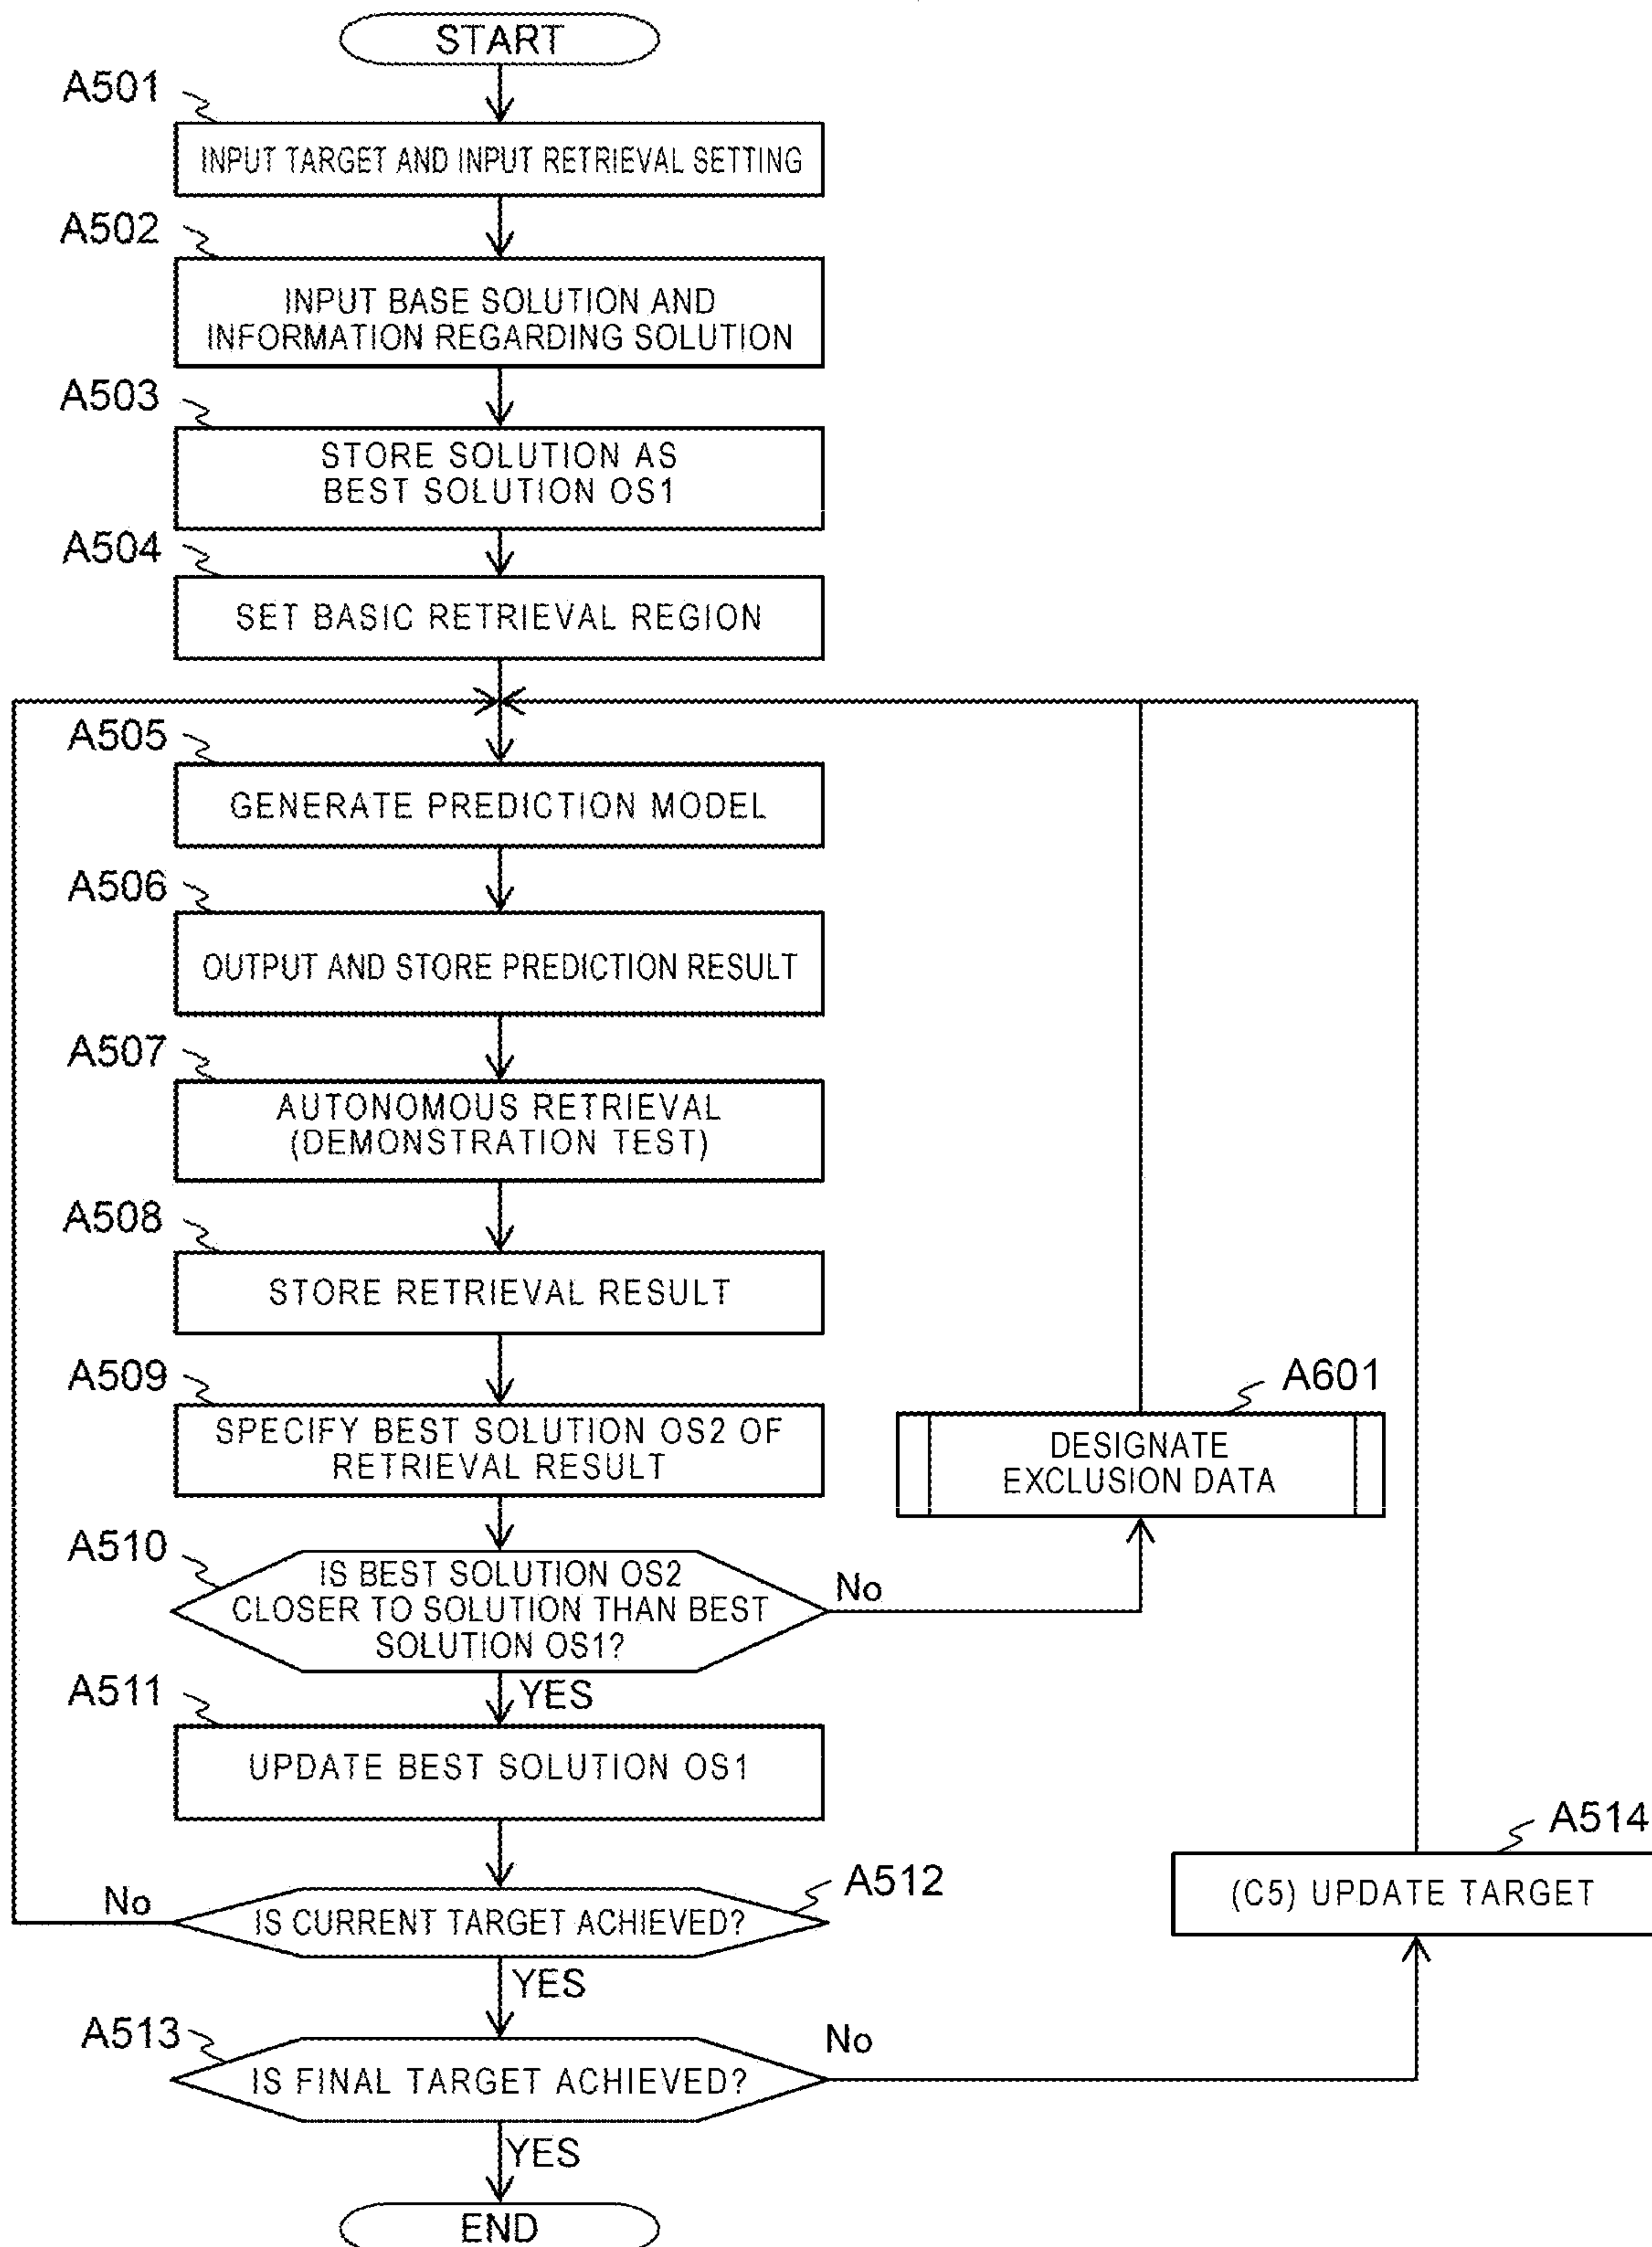 START
A501
INPUT TARGET AND INPUT RETRIEVAL SETTING
A502
INPUT BASE SOLUTION AND
INFORMATION REGARDING SOLUTION
A503
STORE SOLUTION AS
BEST SOLUTION OS1
A504
SET BASIC RETRIEVAL REGION
A505
GENERATE PREDICTION MODEL
A506
OUTPUT AND STORE PREDICTION RESULT
A507
AUTONOMOUS RETRIEVAL
(DEMONSTRATION TEST)
A508
STORE RETRIEVAL RESULT
A509
SPECIFY BEST SOLUTION OS2 OF
RETRIEVAL RESULT
A601
DESIGNATE
EXCLUSION DATA
A510
IS BEST SOLUTION OS2
CLOSER TO SOLUTION THAN BEST
SOLUTION OS1?
No
YES
A511
UPDATE BEST SOLUTION OS1
A512
IS CURRENT TARGET ACHIEVED?
No
YES
A514
(C5) UPDATE TARGET
A513
IS FINAL TARGET ACHIEVED?
No
YES
END